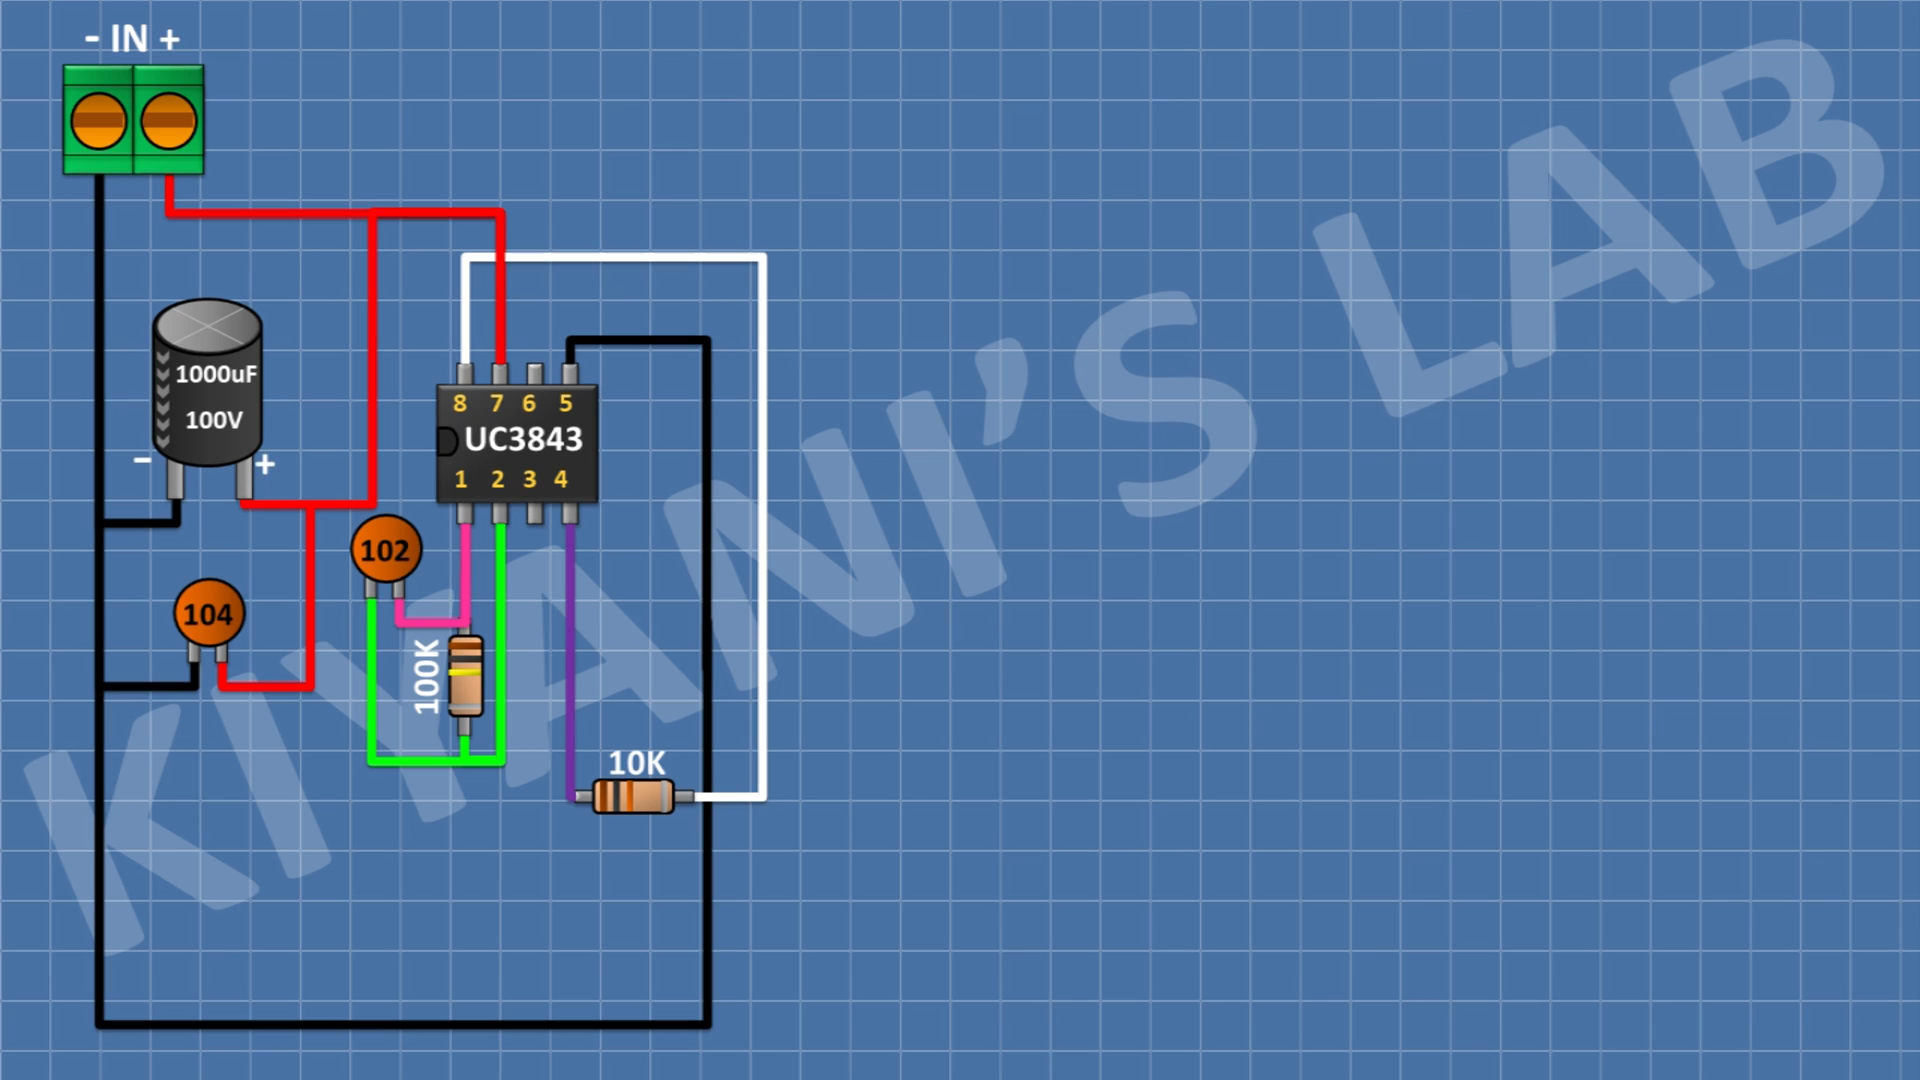 - IN +
1000uF
100V
- +
8 7 6 5
UC3843
1 2 3 4
102
104
100K
10K
KIYANI'S LAB